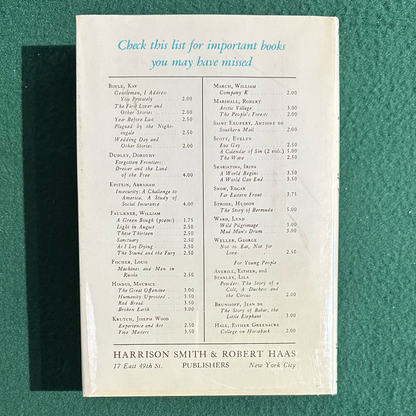 Check this list for important books
you may have missed
BOYLE, KAY
Gentlemen, I Address
You Privately 2.00
The First Lover and
Other Stories 2.00
Year Before Last 2.50
Plagued by the Night-
ingale 2.50
Wedding Day and
Other Stories 2.00
DUDLEY, DOROTHY
Forgotten Frontiers:
Dreiser and the Land
of the Free 4.00
EPSTEIN, ABRAHAM
Insecurity: A Challenge to
America. A Study of
Social Insurance 4.00
FAULKNER, WILLIAM
A Green Bough (poems) 1.75
Light in August 2.50
These Thirteen 2.50
Sanctuary 2.50
As I Lay Dying 2.50
The Sound and the Fury 2.50
FISCHER, LOUIS
Machines and Men in
Russia 2.50
HINDUS, MAURICE
The Great Offensive 3.00
Humanity Uprooted 3.50
Red Bread 3.50
Broken Earth 3.00
KRUTCH, JOSEPH WOOD
Experience and Art 2.50
Five Masters 3.50
MARCH, WILLIAM
Company K 2.00
MARSHALL, ROBERT
Arctic Village 3.00
The People's Forests 2.00
SAINT EXUPERY, ANTOINE DE
Southern Mail 2.00
SCOTT, EVELYN
Eva Gay 2.50
A Calendar of Sin (2 vols.) 5.00
The Wave 2.50
SKARIATINA, IRINA
A World Begins 3.50
A World Can End 3.50
SNOW, EDGAR
Far Eastern Front 3.75
STRODE, HUDSON
The Story of Bermuda 5.00
WARD, LYND
Wild Pilgrimage 3.00
Mad Man's Drum 3.00
WELLER, GEORGE
Not to Eat, Not for
Love 2.50
For Young People
AVERILL, ESTHER, and
STANLEY, LILA
Powder: The Story of a
Colt, A Duchess and
the Circus 2.00
BRUNHOFF, JEAN DE
The Story of Babar, the
Little Elephant 3.00
HALL, ESTHER GREENACRE
College on Horseback 2.00
HARRISON SMITH & ROBERT HAAS
17 East 49th St. PUBLISHERS New York City